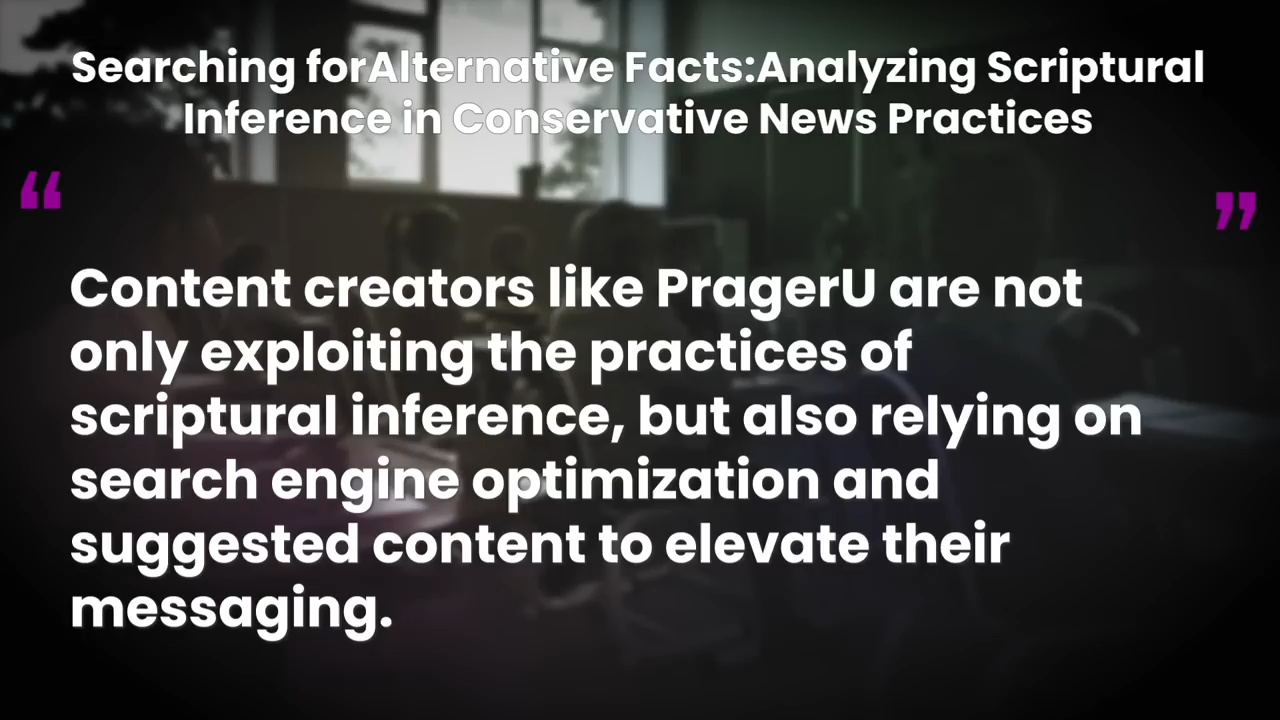 Searching forAlternative Facts:Analyzing Scriptural
Inference in Conservative News Practices
“ ”
Content creators like PragerU are not
only exploiting the practices of
scriptural inference, but also relying on
search engine optimization and
suggested content to elevate their
messaging.